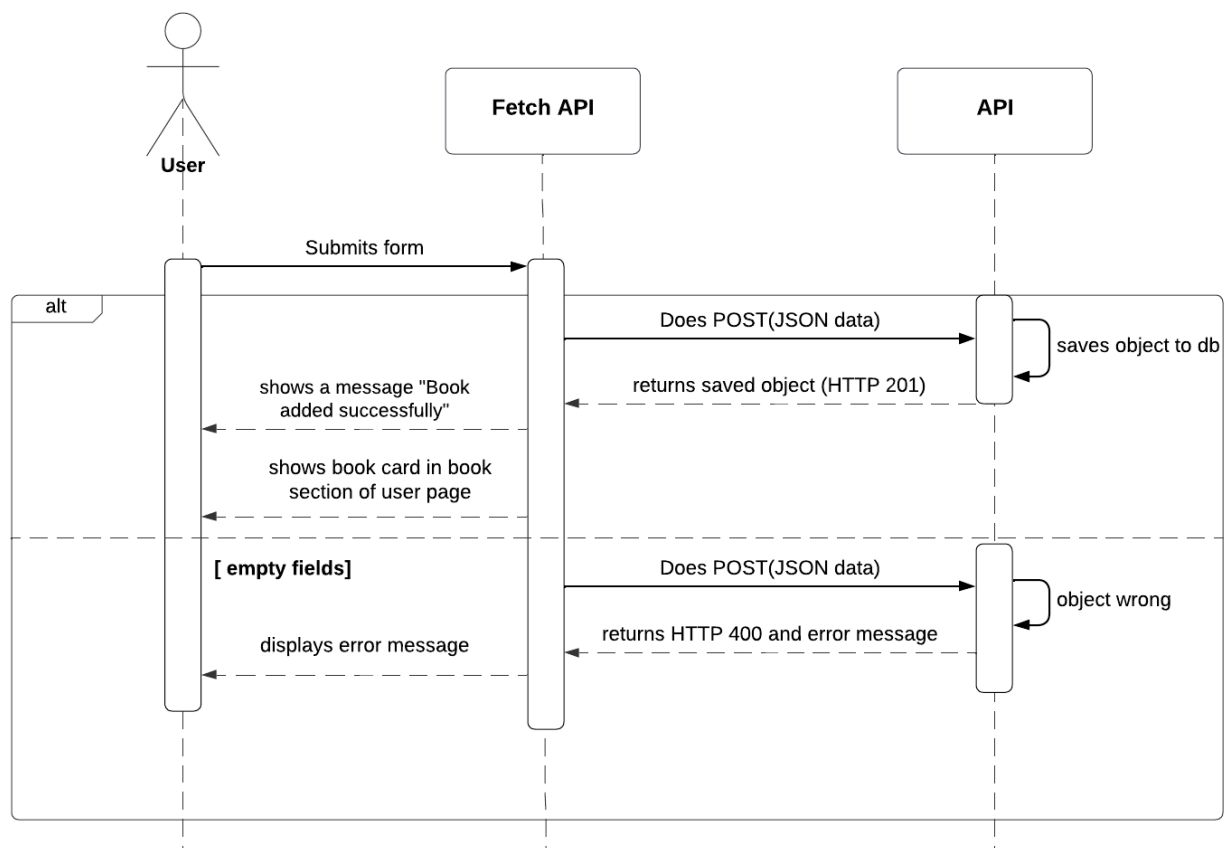 User
Fetch API
API
Submits form
alt
Does POST(JSON data)
saves object to db
returns saved object (HTTP 201)
shows a message "Book
added successfully"
shows book card in book
section of user page
[ empty fields]
Does POST(JSON data)
object wrong
returns HTTP 400 and error message
displays error message